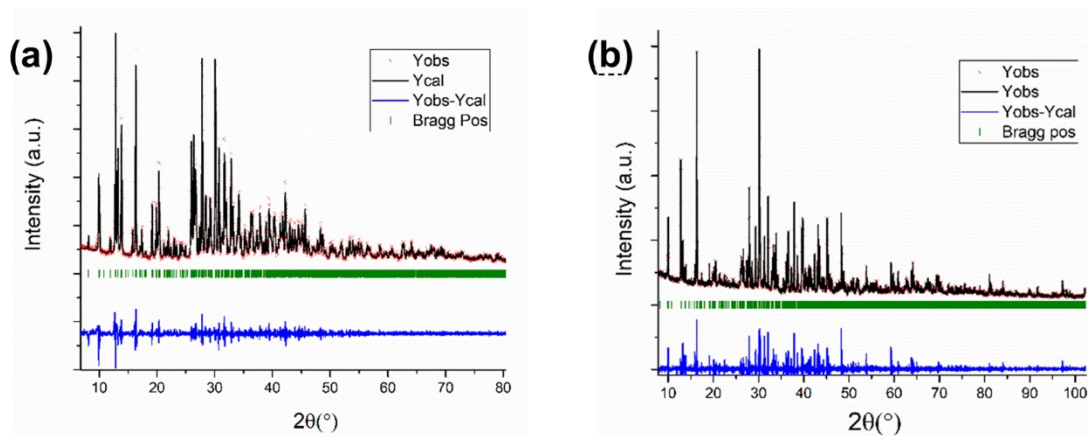 (a)
Intensity (a.u.)
Yobs
Ycal
Yobs-Ycal
Bragg Pos
10 20 30 40 50 60 70 80
2θ(°)
(b)
Intensity (a.u.)
Yobs
Yobs
Yobs-Ycal
Bragg pos
10 20 30 40 50 60 70 80 90 100
2θ(°)